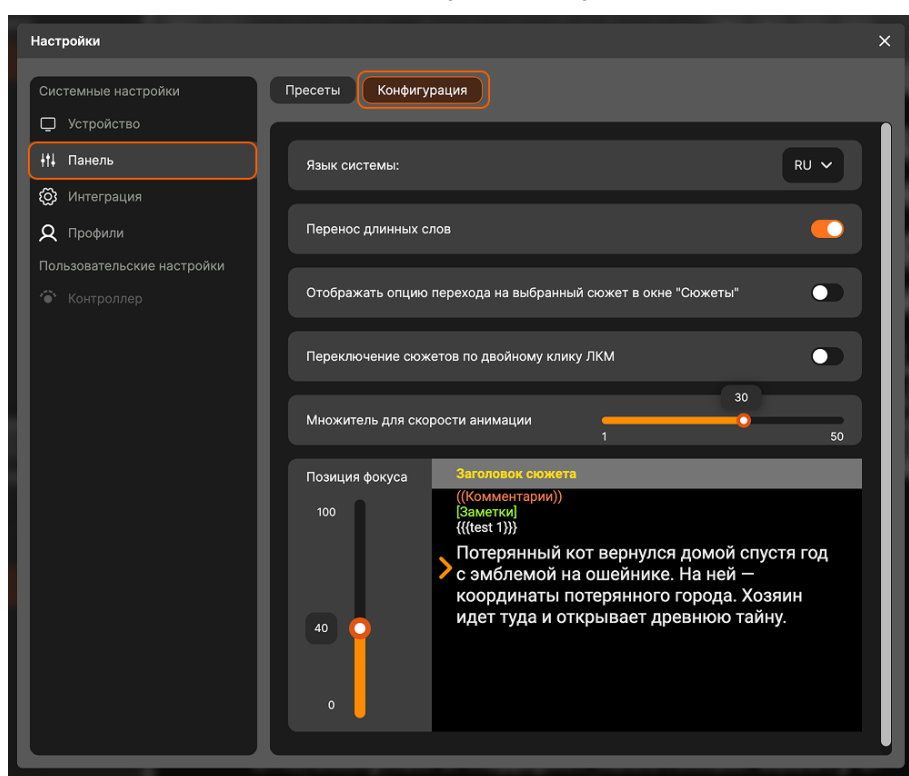 Настройки
Системные настройки
Устройство
Панель
Интеграция
Профили
Пользовательские настройки
Контроллер
Пресеты
Конфигурация
Язык системы:
RU
Перенос длинных слов
Отображать опцию перехода на выбранный сюжет в окне "Сюжеты"
Переключение сюжетов по двойному клику ЛКМ
Множитель для скорости анимации
30
1
50
Позиция фокуса
100
40
0
Заголовок сюжета
((Комментарии))
[Заметки]
{{{test 1}}}
Потерянный кот вернулся домой спустя год
с эмблемой на ошейнике. На ней —
координаты потерянного города. Хозяин
идет туда и открывает древнюю тайну.